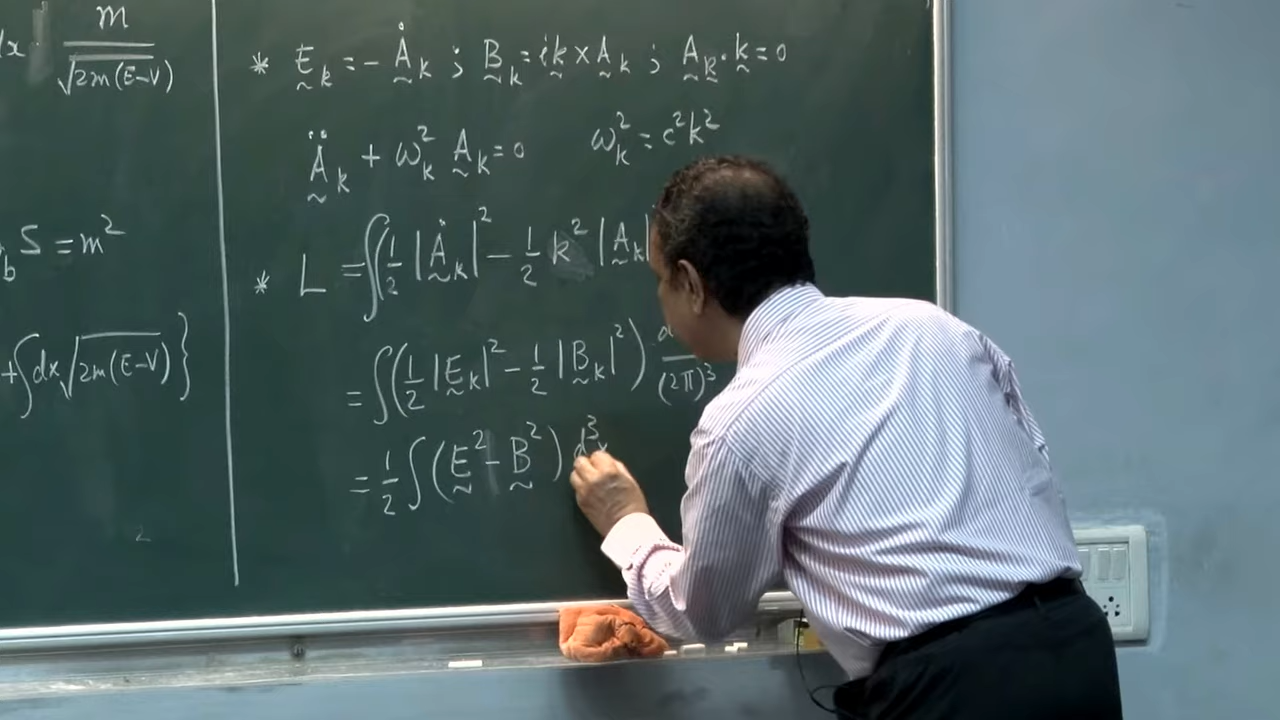 m
√2m(E−V)
S = m²
+∫dx√2m(E−V)}
* E_k = − Ȧ_k ; B_k = ik × A_k ; A_k · k = 0
Ä_k + ω_k² A_k = 0 ω_k² = c²k²
* L = ∫ 1/2 |Ȧ_k|² − 1/2 k² |A_k|
= ∫(1/2 |E_k|² − 1/2 |B_k|²) d/(2π)³
= 1/2 ∫(E² − B²) d³x